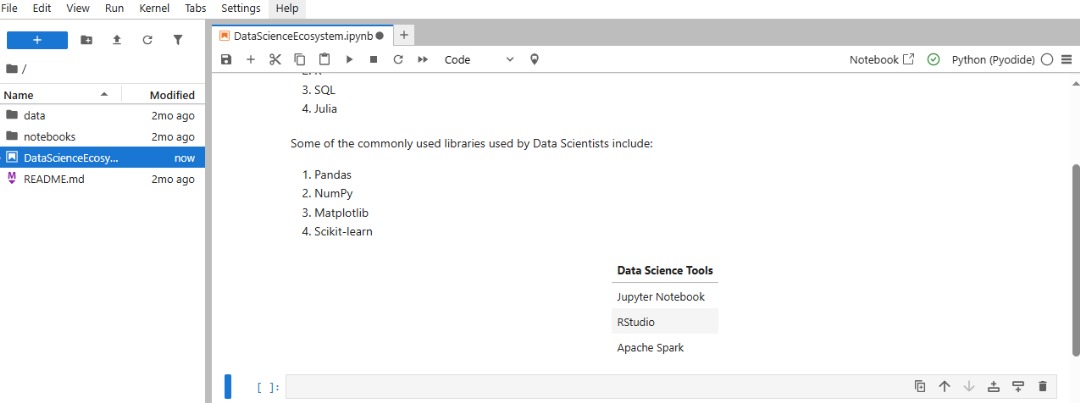 File Edit View Run Kernel Tabs Settings Help
+
DataScienceEcosystem.ipynb
+
Code
Notebook
Python (Pyodide)
/
Name Modified
data 2mo ago
notebooks 2mo ago
DataScienceEcosy... now
M README.md 2mo ago
3. SQL
4. Julia
Some of the commonly used libraries used by Data Scientists include:
1. Pandas
2. NumPy
3. Matplotlib
4. Scikit-learn
Data Science Tools
Jupyter Notebook
RStudio
Apache Spark
[ ]: